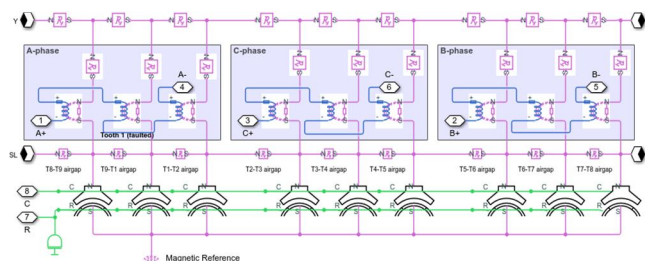 Y
A-phase
C-phase
B-phase
A-
4
C-
6
B-
5
1
A+
Tooth 1 (faulted)
3
C+
2
B+
SL
T8-T9 airgap
T9-T1 airgap
T1-T2 airgap
T2-T3 airgap
T3-T4 airgap
T4-T5 airgap
T5-T6 airgap
T6-T7 airgap
T7-T8 airgap
8
C
7
R
Magnetic Reference